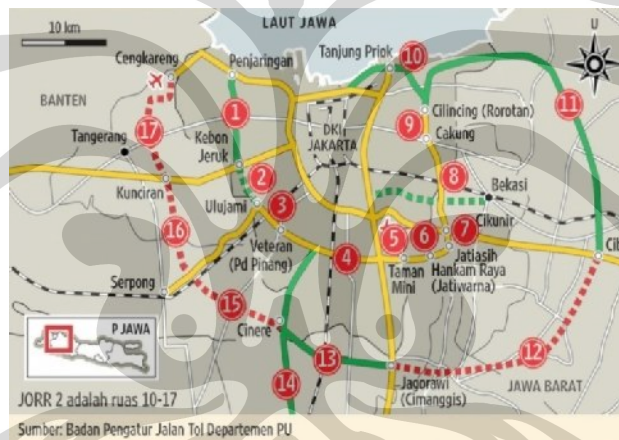 10 km
LAUT JAWA
U
Cengkareng
Penjaringan
Tanjung Priok
10
BANTEN
17
1
Cilincing (Rorotan)
11
9
Cakung
Tangerang
Kebon
Jeruk
DKI
JAKARTA
Kunciran
2
8
Bekasi
Ulujami
3
16
Veteran
(Pd Pinang)
4
5
6
7
Cikunir
Jatiasih
Taman
Mini
Hankam Raya
(Jatiwarna)
Serpong
15
Cinere
P JAWA
13
12
14
Jagorawi
(Cimanggis)
JAWA BARAT
JORR 2 adalah ruas 10-17
Sumber: Badan Pengatur Jalan Tol Departemen PU